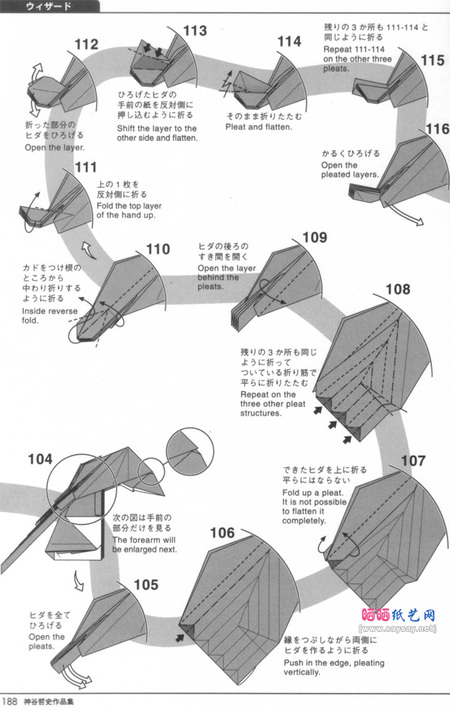 ウィザード
104
次の図は手前の
部分だけを見る
The forearm will
be enlarged next.
105
ヒダを全て
ひろげる
Open the
pleats.
106
縁をつぶしながら両側に
ヒダを作るように折る
Push in the edge, pleating
vertically.
107
できたヒダを上に折る
平らにはならない
Fold up a pleat.
It is not possible
to flatten it
completely.
108
残りの3か所も同じ
ように折って
ついている折り筋で
平らに折りたたむ
Repeat on the
three other pleat
structures.
109
ヒダの後ろの
すき間を開く
Open the layer
behind the
pleats.
110
カドをつけ根の
ところから
中わり折りする
ように折る
Inside reverse
fold.
111
上の1枚を
反対側に折る
Fold the top layer
of the hand up.
112
折った部分の
ヒダをひろげる
Open the layer.
113
ひろげたヒダの
手前の紙を反対側に
押し込むように折る
Shift the layer to the
other side and flatten.
114
そのまま折りたたむ
Pleat and flatten.
115
残りの3か所も111-114と
同じように折る
Repeat 111-114
on the other three
pleats.
116
かるくひろげる
Open the
pleated layers.
晒晒纸艺网
(www.saysay.net)
188 神谷哲史作品集